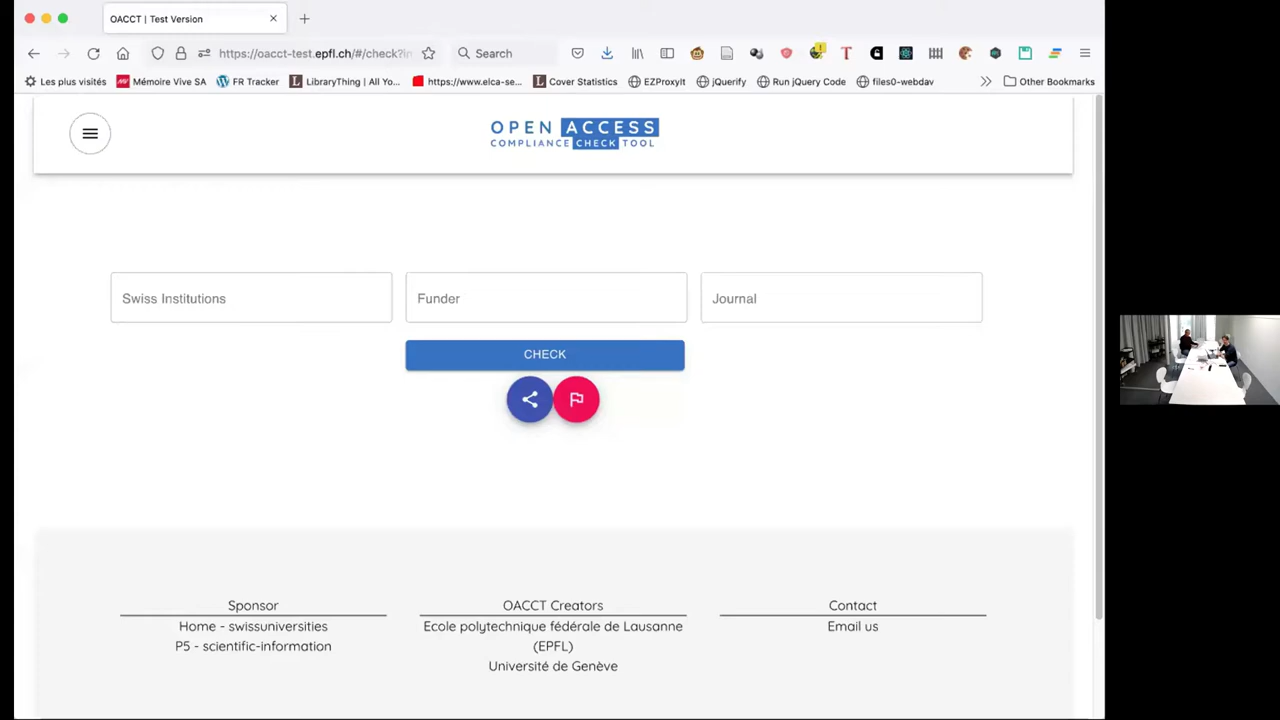 OACCT | Test Version
https://oacct-test.epfl.ch/#/check?in
Search
Les plus visités
Mémoire Vive SA
FR Tracker
LibraryThing | All Yo...
https://www.elca-se...
Cover Statistics
EZProxyIt
jQuerify
Run jQuery Code
files0-webdav
Other Bookmarks
OPEN ACCESS
COMPLIANCE CHECK TOOL
Swiss Institutions
Funder
Journal
CHECK
Sponsor
Home - swissuniversities
P5 - scientific-information
OACCT Creators
Ecole polytechnique fédérale de Lausanne
(EPFL)
Université de Genève
Contact
Email us